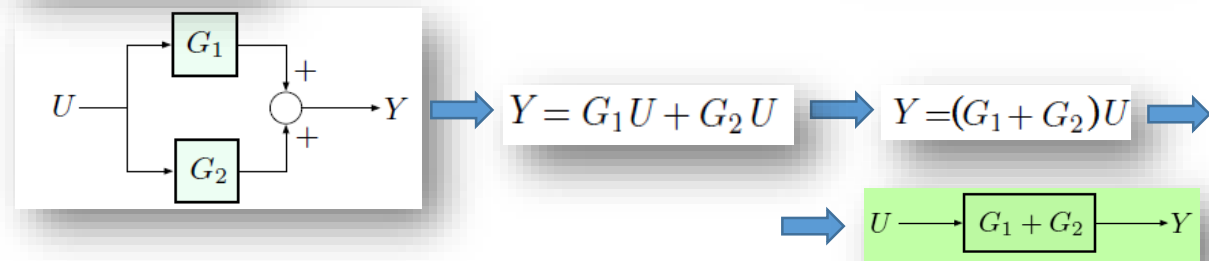 G₁
+
U
Y
+
G₂
Y = G₁U + G₂U
Y =(G₁+ G₂)U
U
G₁ + G₂
Y